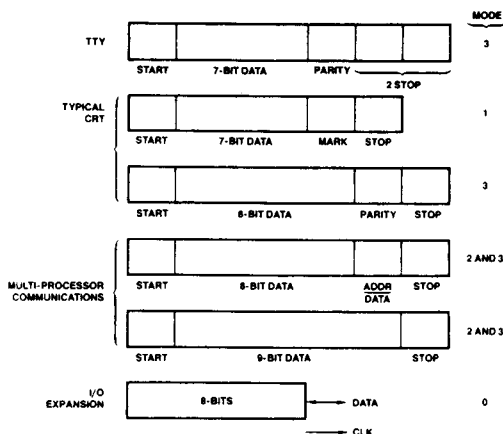 MODE
TTY
3
START 7-BIT DATA PARITY
2 STOP
TYPICAL
CRT
1
START 7-BIT DATA MARK STOP
3
START 8-BIT DATA PARITY STOP
2 AND 3
MULTI-PROCESSOR
COMMUNICATIONS
START 8-BIT DATA ADDR STOP
DATA
2 AND 3
START 9-BIT DATA STOP
I/O
EXPANSION
8-BITS
DATA
0
CLK